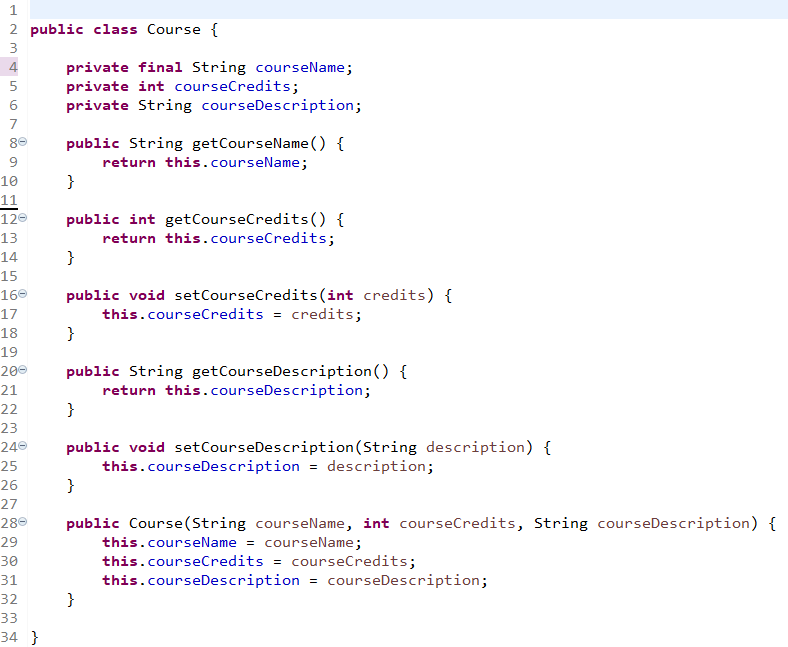 1
2 public class Course {
3
4     private final String courseName;
5     private int courseCredits;
6     private String courseDescription;
7
8     public String getCourseName() {
9         return this.courseName;
10     }
11
12     public int getCourseCredits() {
13         return this.courseCredits;
14     }
15
16     public void setCourseCredits(int credits) {
17         this.courseCredits = credits;
18     }
19
20     public String getCourseDescription() {
21         return this.courseDescription;
22     }
23
24     public void setCourseDescription(String description) {
25         this.courseDescription = description;
26     }
27
28     public Course(String courseName, int courseCredits, String courseDescription) {
29         this.courseName = courseName;
30         this.courseCredits = courseCredits;
31         this.courseDescription = courseDescription;
32     }
33
34 }